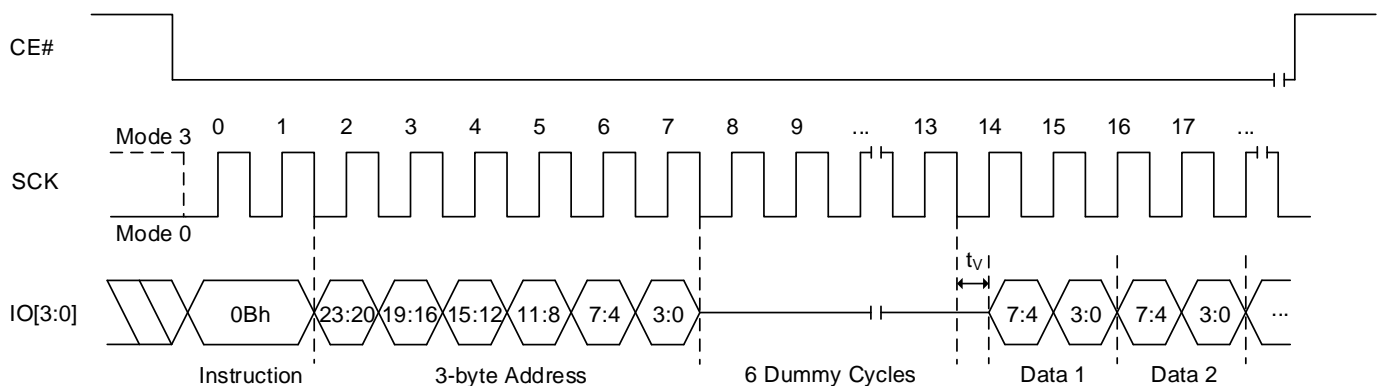 CE#
Mode 3 0 1 2 3 4 5 6 7 8 9 ... 13 14 15 16 17 ...
SCK
Mode 0
tV
IO[3:0] 0Bh 23:20 19:16 15:12 11:8 7:4 3:0 7:4 3:0 7:4 3:0 ...
Instruction 3-byte Address 6 Dummy Cycles Data 1 Data 2